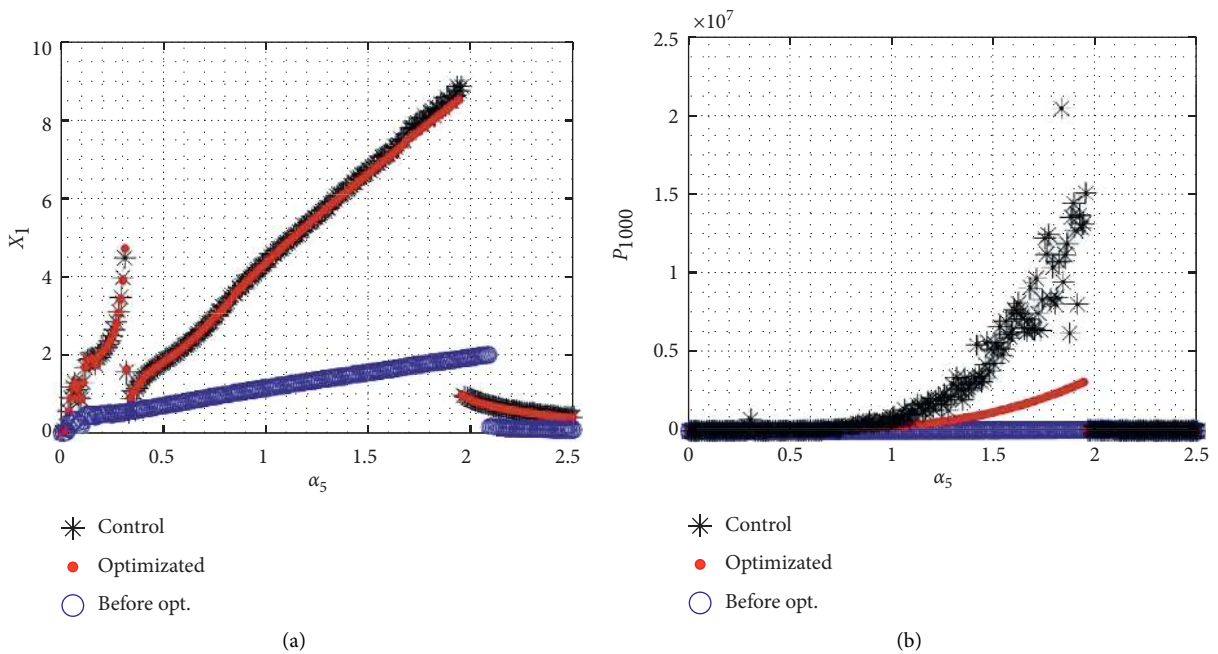 10
8
6
4
2
0
X1
0 0.5 1 1.5 2 2.5
α5
Control
Optimizated
Before opt.
(a)
×10^7
2.5
2
1.5
1
0.5
0
P1000
0 0.5 1 1.5 2 2.5
α5
Control
Optimizated
Before opt.
(b)